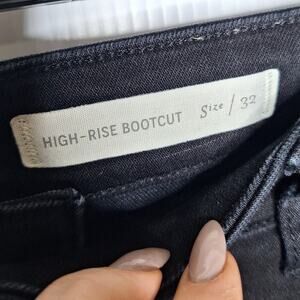 HIGH-RISE BOOTCUT Size / 32